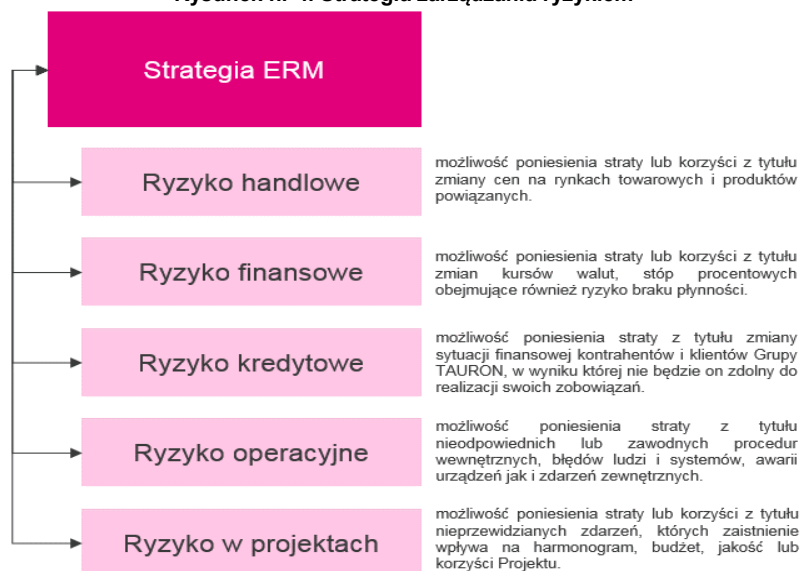 Strategia ERM
Ryzyko handlowe
możliwość poniesienia straty lub korzyści z tytułu
zmiany cen na rynkach towarowych i produktów
powiązanych.
Ryzyko finansowe
możliwość poniesienia straty lub korzyści z tytułu
zmian kursów walut, stóp procentowych
obejmujące również ryzyko braku płynności.
Ryzyko kredytowe
możliwość poniesienia straty z tytułu zmiany
sytuacji finansowej kontrahentów i klientów Grupy
TAURON, w wyniku której nie będzie on zdolny do
realizacji swoich zobowiązań.
Ryzyko operacyjne
możliwość poniesienia straty z tytułu
nieodpowiednich lub zawodnych procedur
wewnętrznych, błędów ludzi i systemów, awarii
urządzeń jak i zdarzeń zewnętrznych.
Ryzyko w projektach
możliwość poniesienia straty lub korzyści z tytułu
nieprzewidzianych zdarzeń, których zaistnienie
wpływa na harmonogram, budżet, jakość lub
korzyści Projektu.